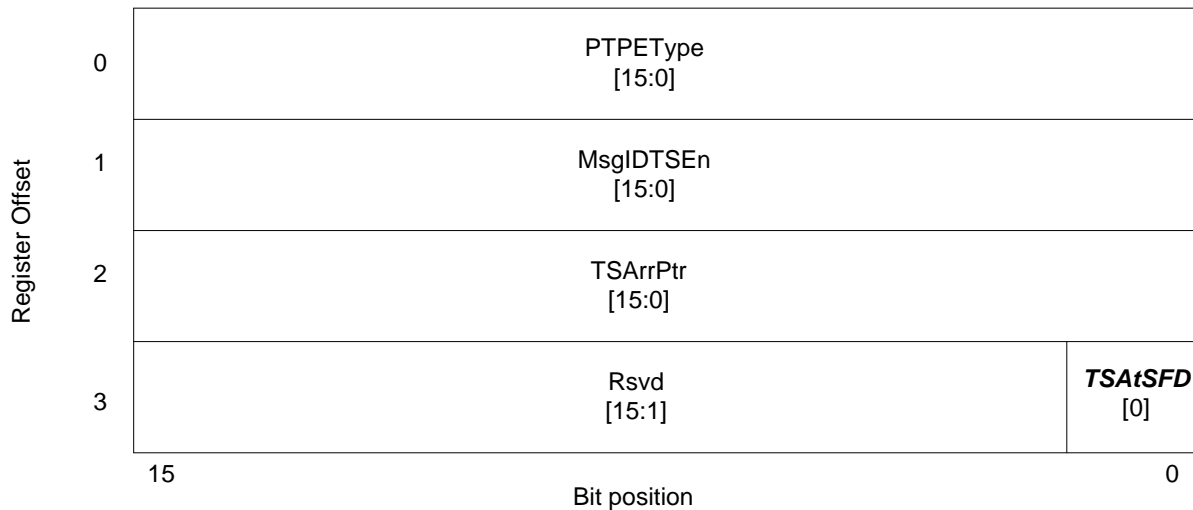 PTPEType
0
[15:0]
MsgIDTSEn
1
[15:0]
Register Offset
TSArrPtr
2
[15:0]
Rsvd
TSAtSFD
3
[15:1]
[0]
15
0
Bit position